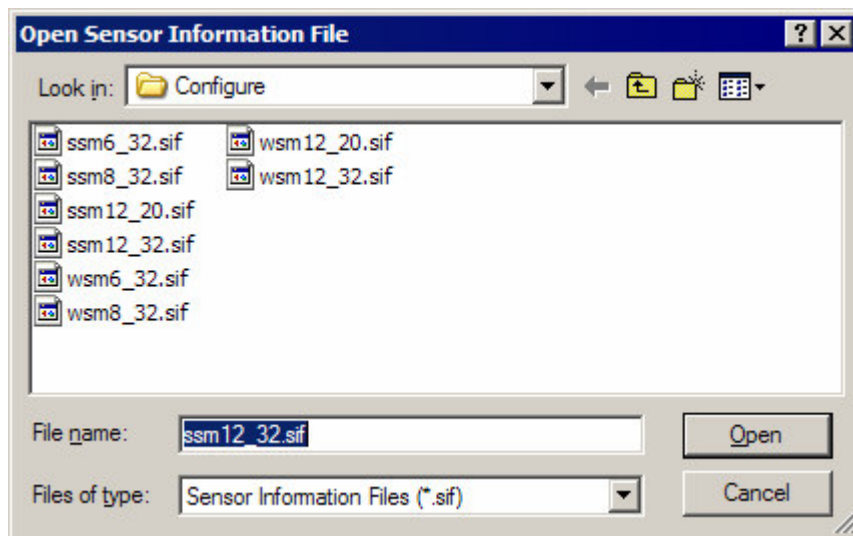 Open Sensor Information File
Look in: Configure
ssm6_32.sif wsm12_20.sif
ssm8_32.sif wsm12_32.sif
ssm12_20.sif
ssm12_32.sif
wsm6_32.sif
wsm8_32.sif
File name: ssm12_32.sif Open
Files of type: Sensor Information Files (*.sif) Cancel